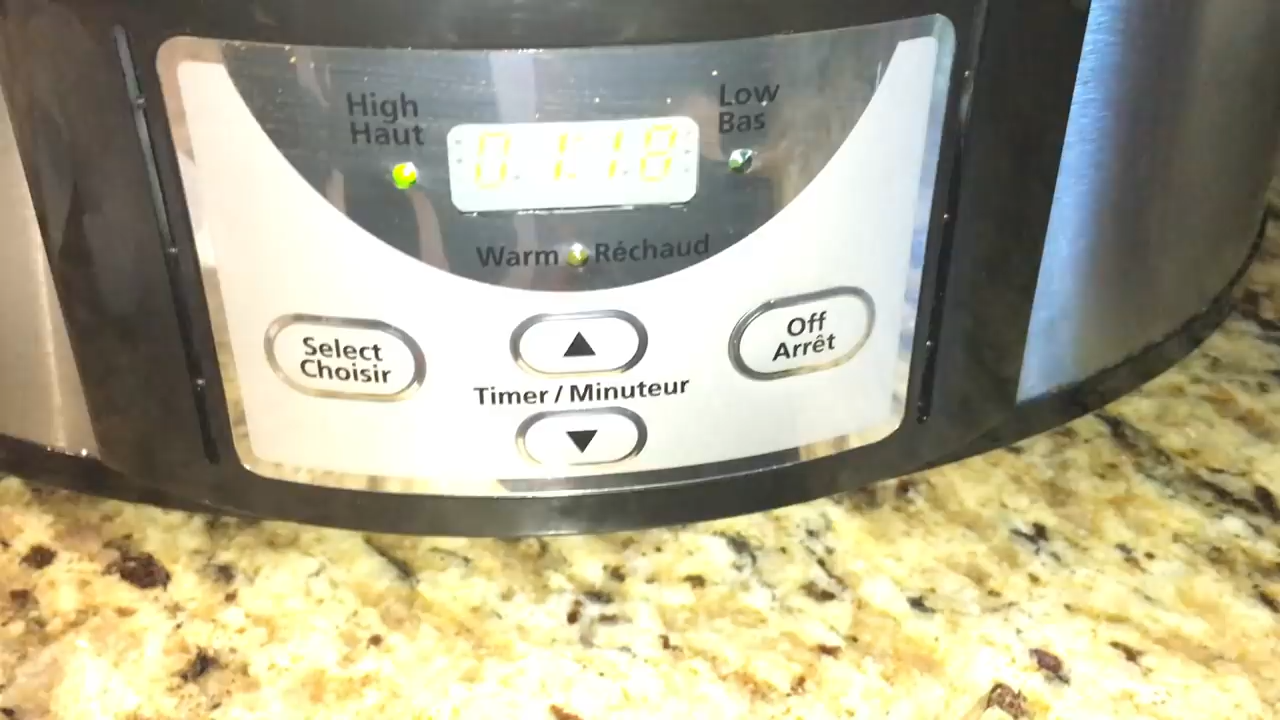 High
Haut
Low
Bas
01:18
Warm Réchaud
Select
Choisir
Off
Arrêt
Timer / Minuteur